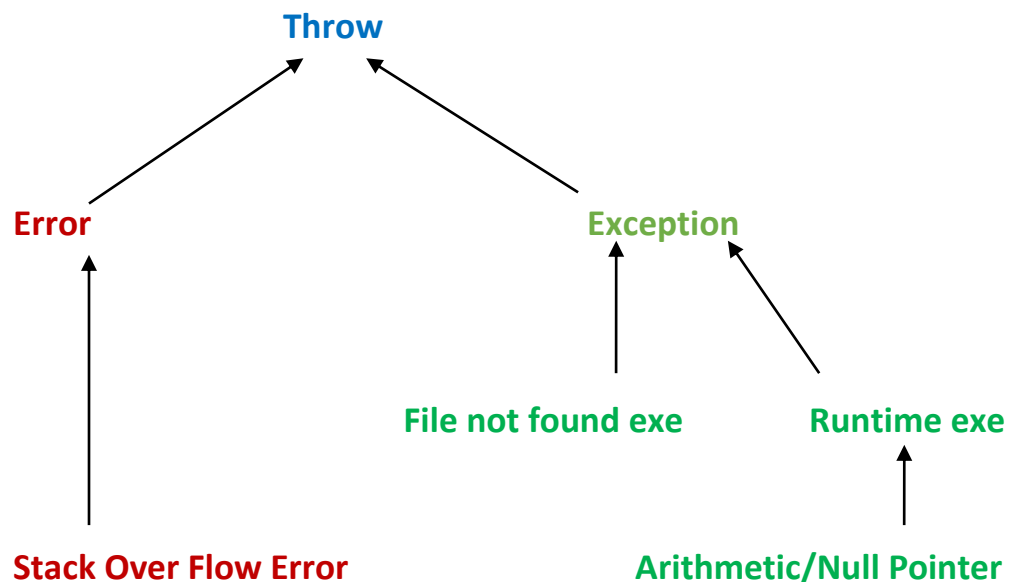 Throw
Error
Exception
File not found exe
Runtime exe
Stack Over Flow Error
Arithmetic/Null Pointer